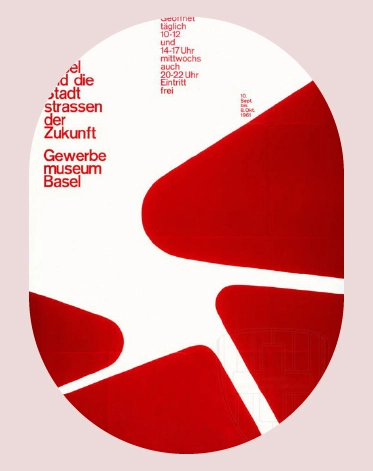 und die
Stadt
strassen
der
Zukunft
Gewerbe
museum
Basel
Geöffnet
täglich
10-12
und
14-17 Uhr
mittwochs
auch
20-22 Uhr
Eintritt
frei
10.
Sept.
bis
8. Okt.
1961